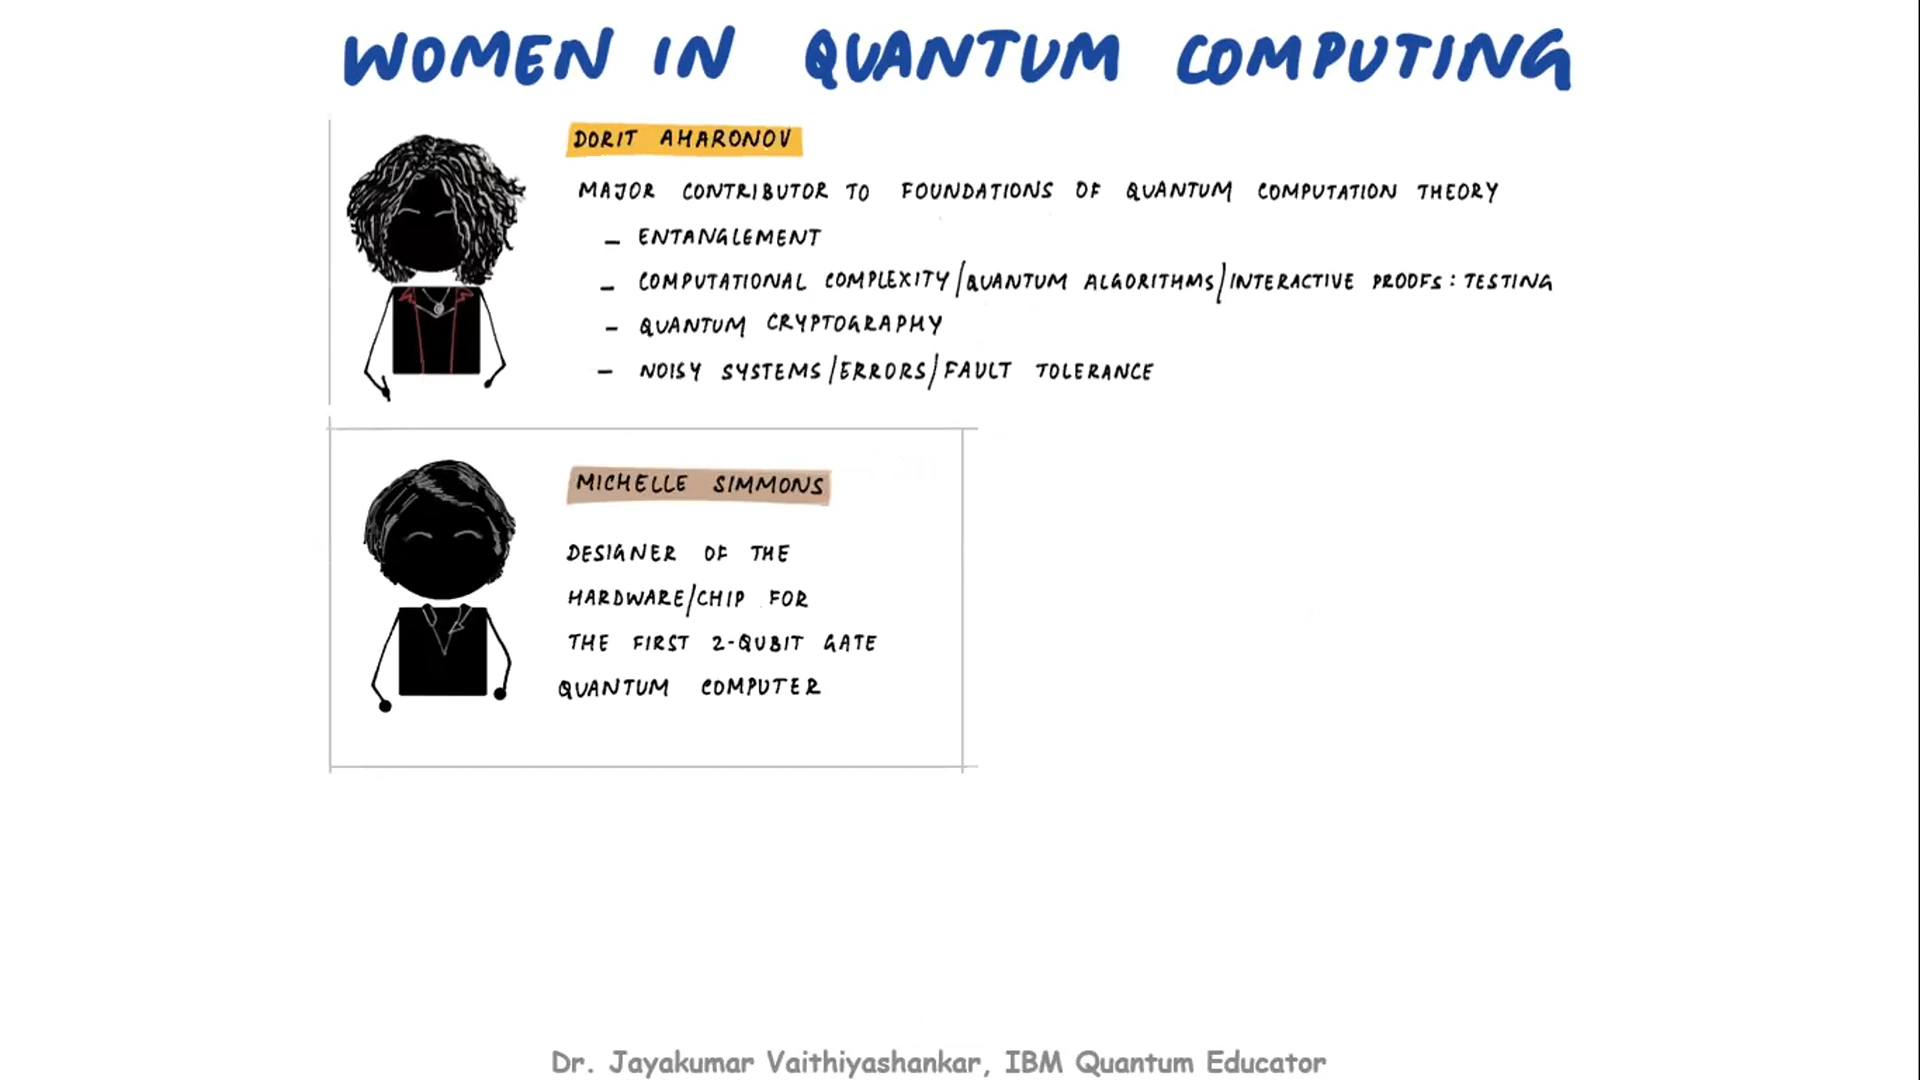 WOMEN IN QUANTUM COMPUTING
DORIT AHARONOV
MAJOR CONTRIBUTOR TO FOUNDATIONS OF QUANTUM COMPUTATION THEORY
- ENTANGLEMENT
- COMPUTATIONAL COMPLEXITY/QUANTUM ALGORITHMS/INTERACTIVE PROOFS: TESTING
- QUANTUM CRYPTOGRAPHY
- NOISY SYSTEMS/ERRORS/FAULT TOLERANCE
MICHELLE SIMMONS
DESIGNER OF THE
HARDWARE/CHIP FOR
THE FIRST 2-QUBIT GATE
QUANTUM COMPUTER
Dr. Jayakumar Vaithiyashankar, IBM Quantum Educator